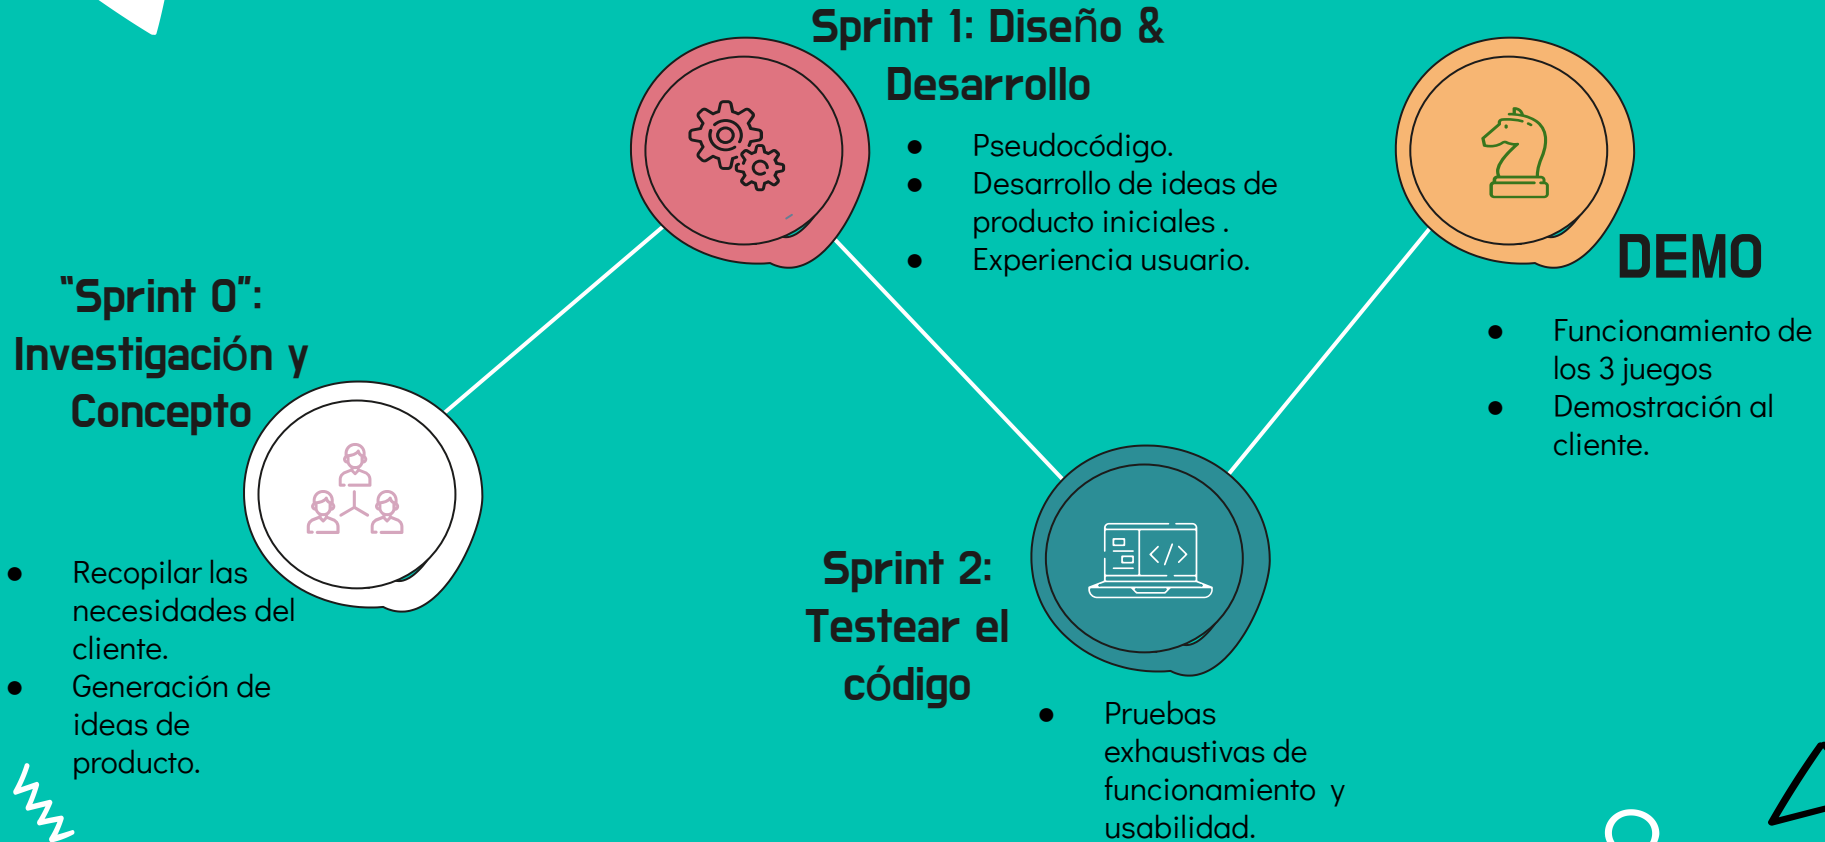 "Sprint 0":
Investigación y
Concepto
● Recopilar las
necesidades del
cliente.
● Generación de
ideas de
producto.
Sprint 1: Diseño &
Desarrollo
● Pseudocódigo.
● Desarrollo de ideas de
producto iniciales .
● Experiencia usuario.
Sprint 2:
Testear el
código
● Pruebas
exhaustivas de
funcionamiento y
usabilidad.
DEMO
● Funcionamiento de
los 3 juegos
● Demostración al
cliente.